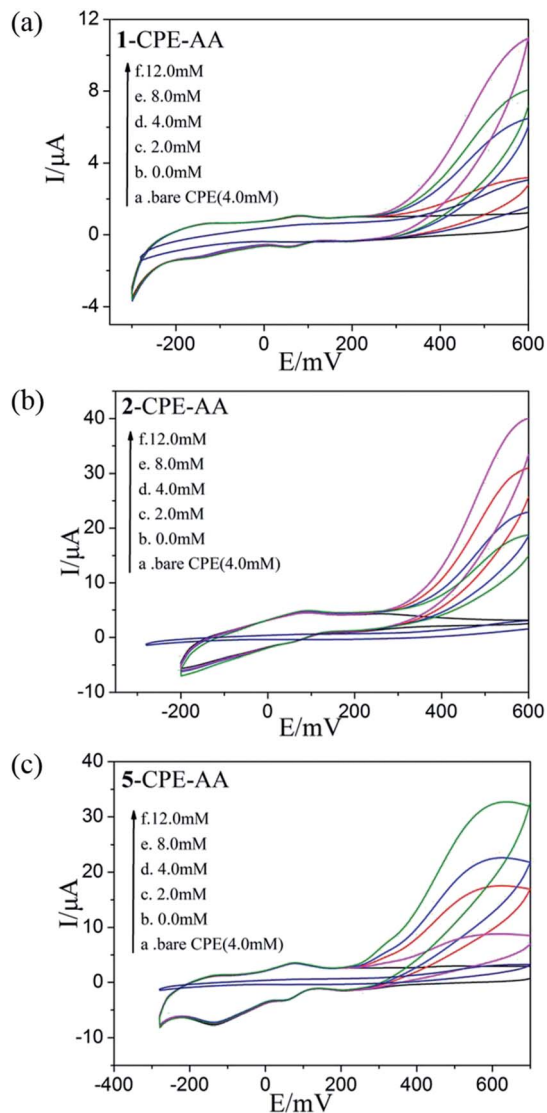 (a)
1-CPE-AA
f.12.0mM
e. 8.0mM
d. 4.0mM
c. 2.0mM
b. 0.0mM
a .bare CPE(4.0mM)
I/μA
12
8
4
0
-4
-200 0 200 400 600
E/mV
(b)
2-CPE-AA
f.12.0mM
e. 8.0mM
d. 4.0mM
c. 2.0mM
b. 0.0mM
a .bare CPE(4.0mM)
I/μA
40
30
20
10
0
-10
-200 0 200 400 600
E/mV
(c)
5-CPE-AA
f.12.0mM
e. 8.0mM
d. 4.0mM
c. 2.0mM
b. 0.0mM
a .bare CPE(4.0mM)
I/μA
40
30
20
10
0
-10
-400 -200 0 200 400 600
E/mV